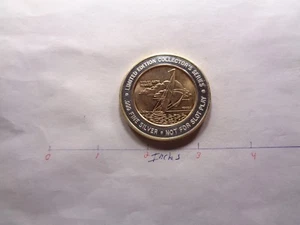 LIMITED EDITION COLLECTOR'S SERIES
.999 FINE SILVER • NOT FOR SLOT PLAY
0 1 2 3 4
Inchs